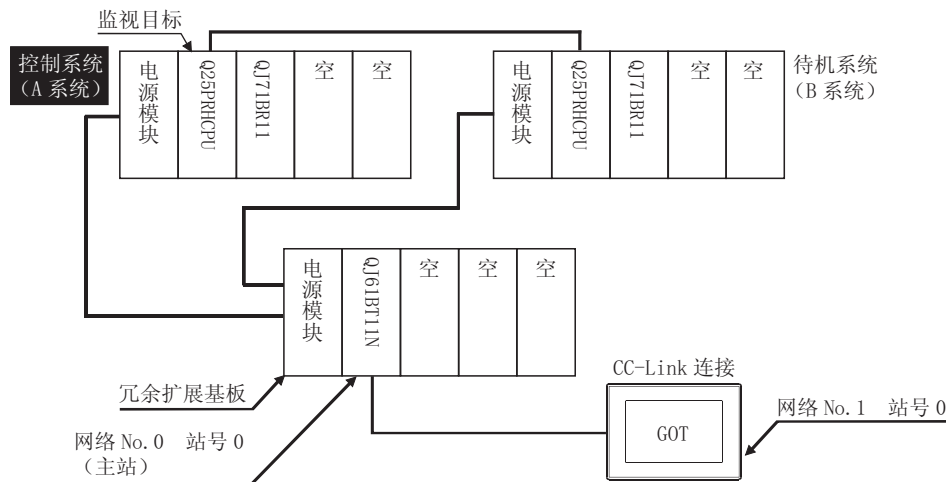 监视目标
控制系统
（A 系统）
电源模块
Q25PRHCPU
QJ71BR11
空
空
电源模块
Q25PRHCPU
QJ71BR11
空
空
待机系统
（B 系统）
电源模块
QJ61BT11N
空
空
空
冗余扩展基板
网络 No.0　站号 0
（主站）
CC-Link 连接
GOT
网络 No.1　站号 0